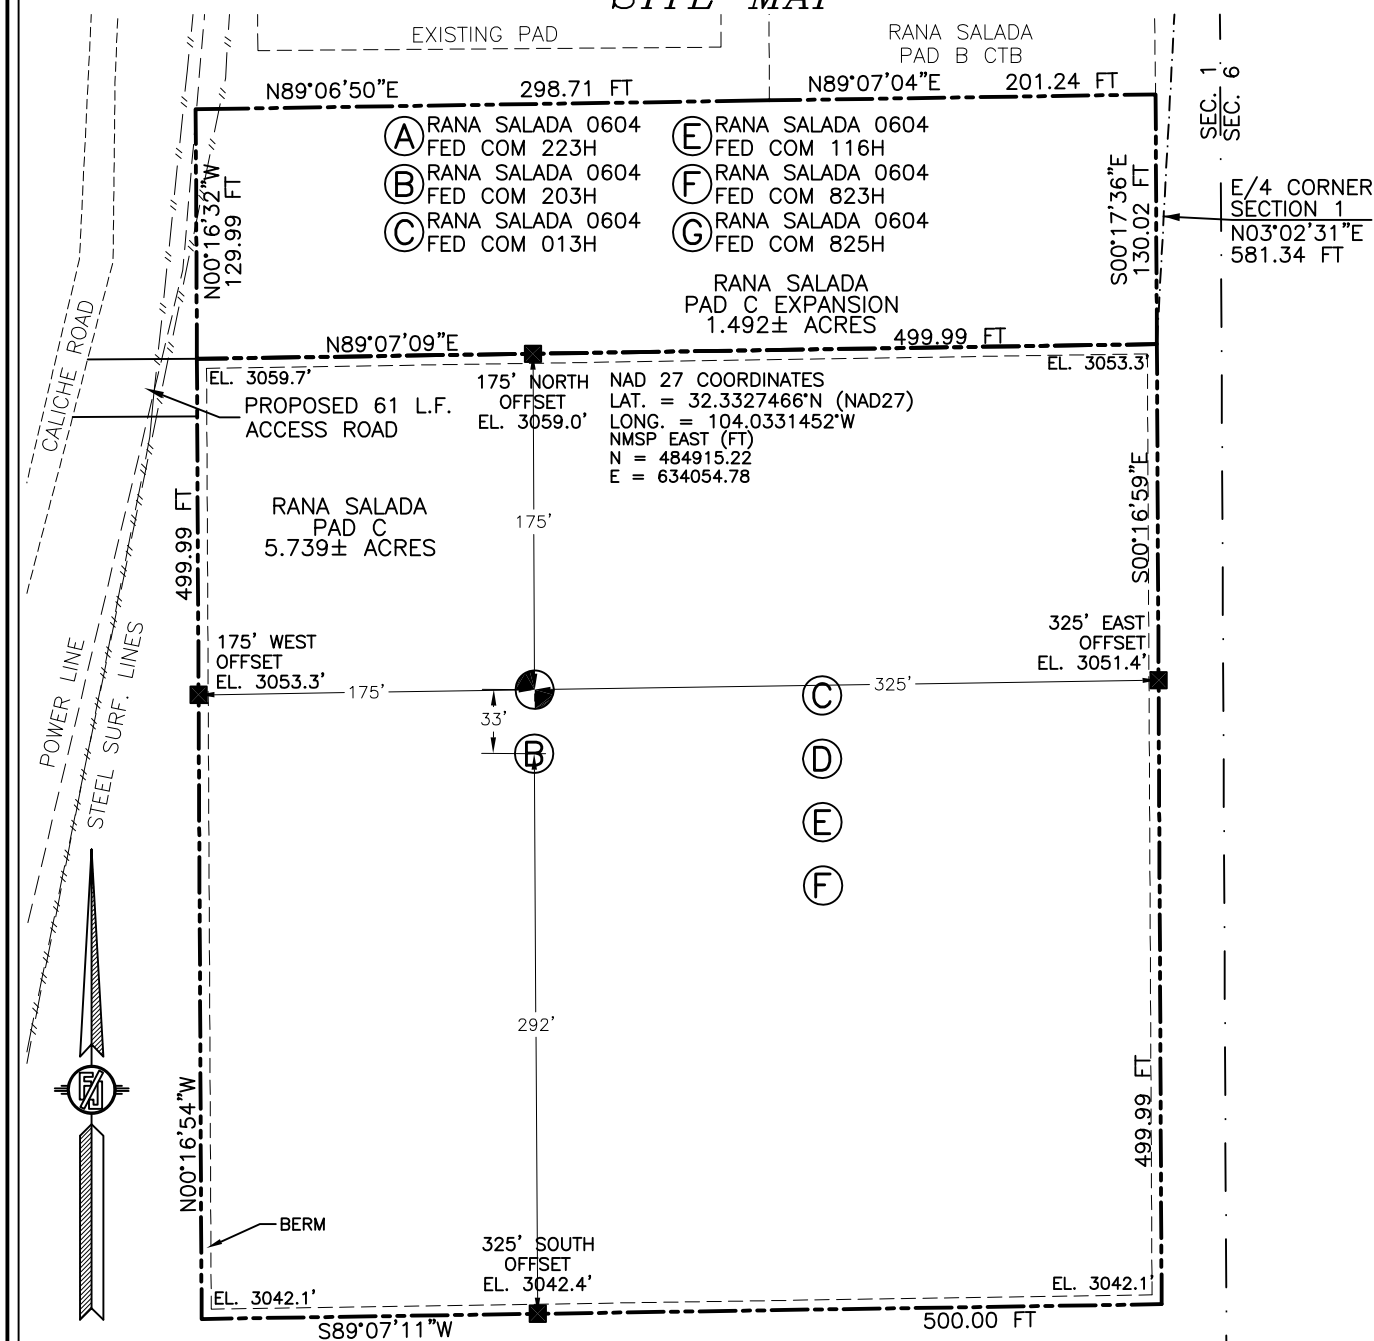 SITE MAP
EXISTING PAD
RANA SALADA
PAD B CTB
N89°06'50"E
298.71 FT
N89°07'04"E
201.24 FT
SEC. 1
SEC. 6
A RANA SALADA 0604
FED COM 223H
B RANA SALADA 0604
FED COM 203H
C RANA SALADA 0604
FED COM 013H
E RANA SALADA 0604
FED COM 116H
F RANA SALADA 0604
FED COM 823H
G RANA SALADA 0604
FED COM 825H
N00°16'32"W
129.99 FT
S00°17'36"E
130.02 FT
E/4 CORNER
SECTION 1
N03°02'31"E
581.34 FT
RANA SALADA
PAD C EXPANSION
1.492± ACRES
N89°07'09"E
499.99 FT
CALICHE ROAD
EL. 3059.7'
EL. 3053.3'
PROPOSED 61 L.F.
ACCESS ROAD
175' NORTH
OFFSET
EL. 3059.0'
NAD 27 COORDINATES
LAT. = 32.3327466°N (NAD27)
LONG. = 104.0331452°W
NMSP EAST (FT)
N = 484915.22
E = 634054.78
499.99 FT
RANA SALADA
PAD C
5.739± ACRES
175'
S00°16'59"E
175' WEST
OFFSET
EL. 3053.3'
325' EAST
OFFSET
EL. 3051.4'
POWER LINE
STEEL SURF. LINES
175'
325'
33'
B
C
D
E
F
292'
N00°16'54"W
499.99 FT
BERM
325' SOUTH
OFFSET
EL. 3042.4'
EL. 3042.1'
EL. 3042.1'
S89°07'11"W
500.00 FT